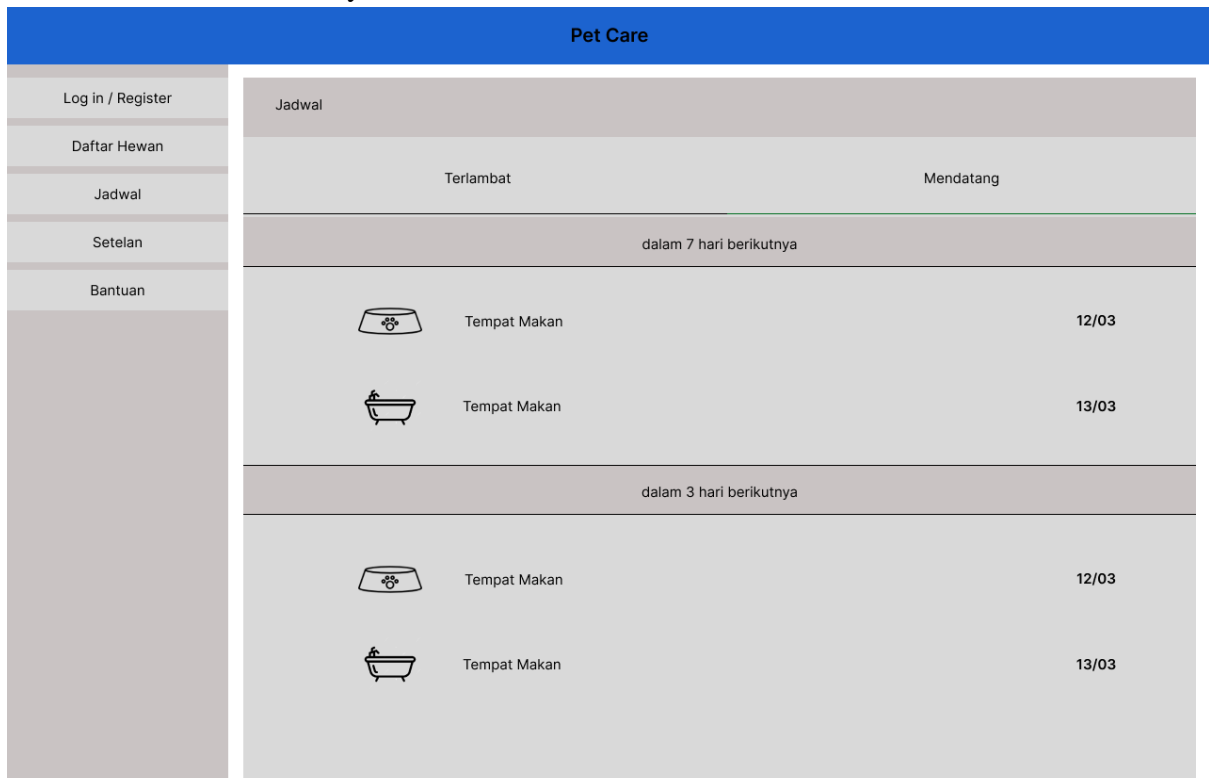 Pet Care
Log in / Register
Daftar Hewan
Jadwal
Setelan
Bantuan
Jadwal
Terlambat Mendatang
dalam 7 hari berikutnya
Tempat Makan 12/03
Tempat Makan 13/03
dalam 3 hari berikutnya
Tempat Makan 12/03
Tempat Makan 13/03